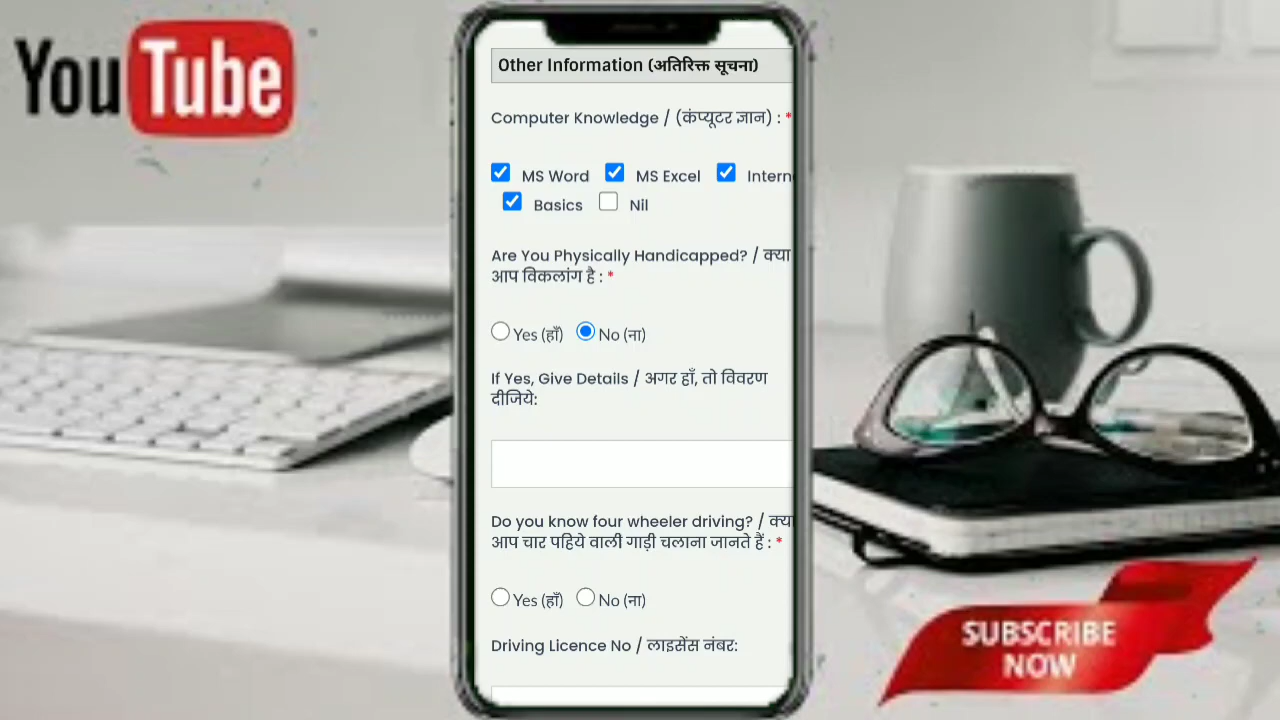 YouTube
Other Information (अतिरिक्त सूचना)
Computer Knowledge / (कंप्यूटर ज्ञान) : *
MS Word MS Excel
Basics Nil
Are You Physically Handicapped? / क्या
आप विकलांग है : *
Yes (हाँ) No (ना)
If Yes, Give Details / अगर हाँ, तो विवरण
दीजिये:
Do you know four wheeler driving? /
आप चार पहिये वाली गाड़ी चलाना जानते हैं : *
Yes (हाँ) No (ना)
Driving Licence No / लाइसेंस नंबर:
SUBSCRIBE
NOW